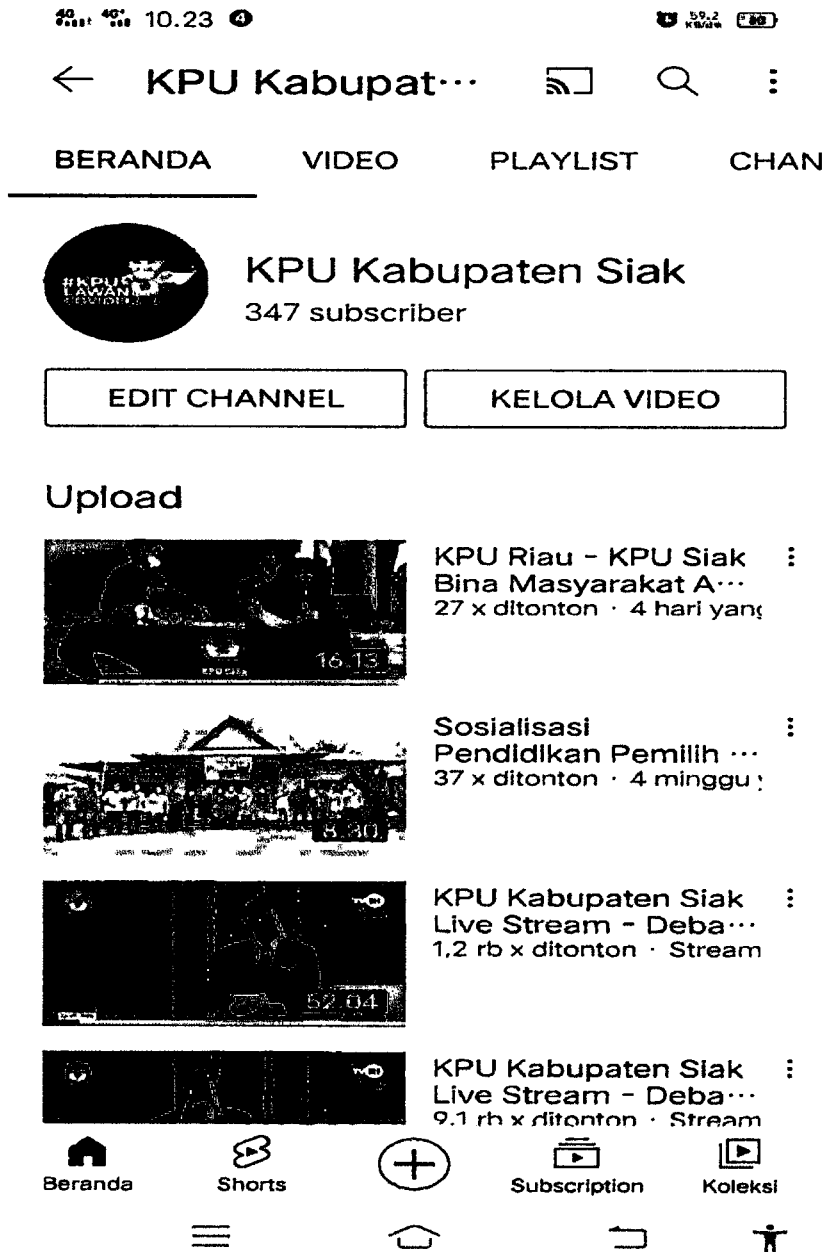 10.23
KPU Kabupat...
BERANDA VIDEO PLAYLIST CHAN
#KPU
LAWAN
KPU Kabupaten Siak
347 subscriber
EDIT CHANNEL KELOLA VIDEO
Upload
KPU Riau - KPU Siak
Bina Masyarakat A...
27 x ditonton · 4 hari yang
16.13
Sosialisasi
Pendidikan Pemilih ...
37 x ditonton · 4 minggu y
8.30
KPU Kabupaten Siak
Live Stream - Deba...
1,2 rb x ditonton · Stream
52.04
KPU Kabupaten Siak
Live Stream - Deba...
9,1 rb x ditonton · Stream
Beranda Shorts Subscription Koleksi